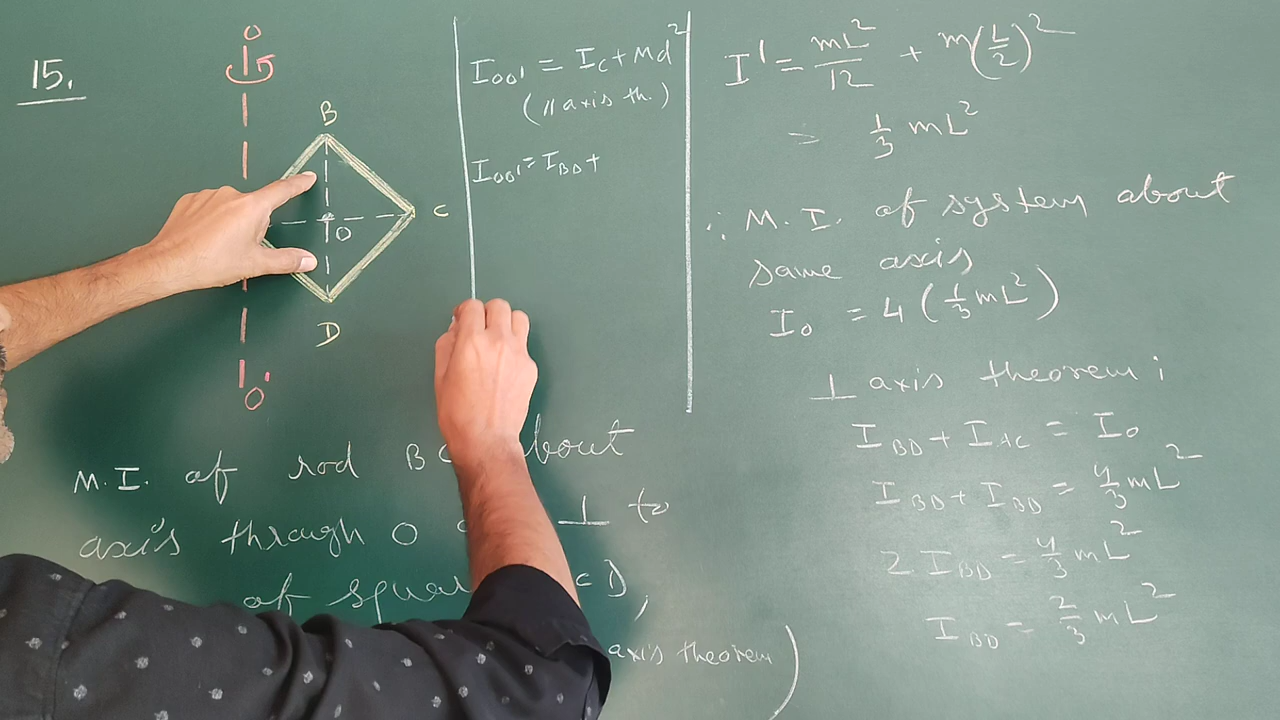 15.
O
B
C
O
D
O'
M.I. of rod BC about
axis through O ⊥ to
of squa CD,
axis theorem)
I₀₀' = I_C + Md²
(// axis th.)
I₀₀' = I_BD +
I' = mL²/12 + m(L/2)²
= 1/3 mL²
∴ M.I. of system about
same axis
I₀ = 4 (1/3 mL²)
⊥ axis theorem ;
I_BD + I_AC = I₀
I_BD + I_BD = 4/3 mL²
2 I_BD = 4/3 mL²
I_BD = 2/3 mL²